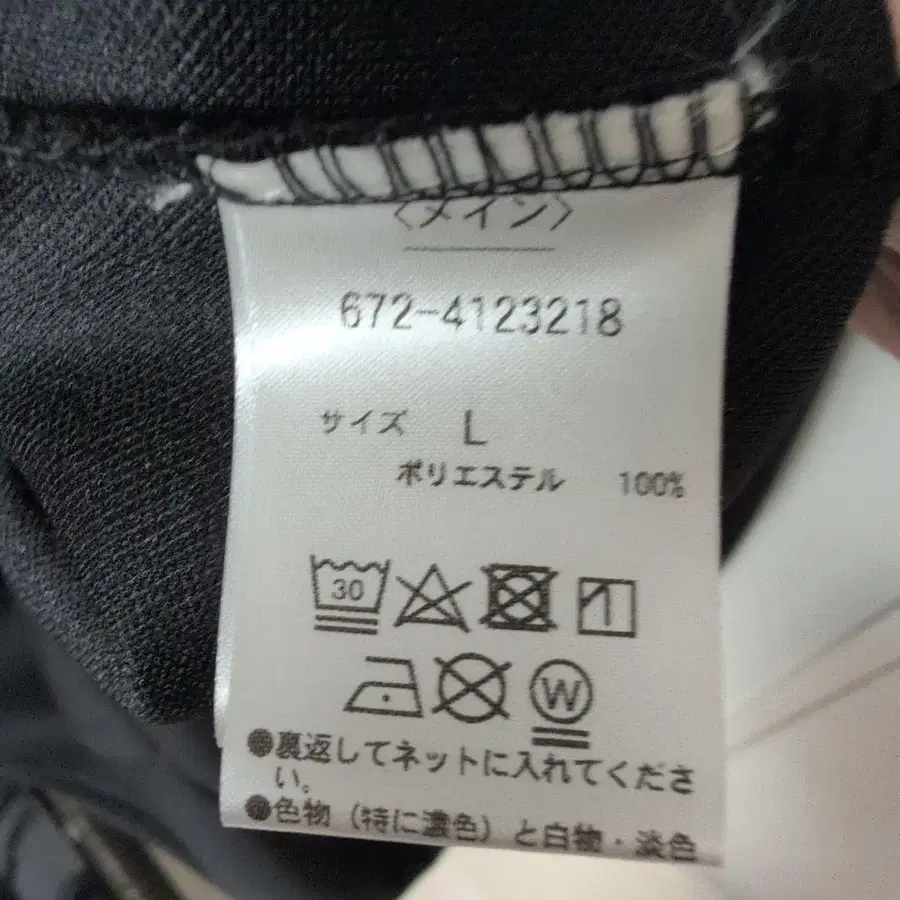 〈メイン〉
672-4123218
サイズ L
ポリエステル 100%
30
W
●裏返してネットに入れてくださ
い。
●色物(特に濃色)と白物・淡色